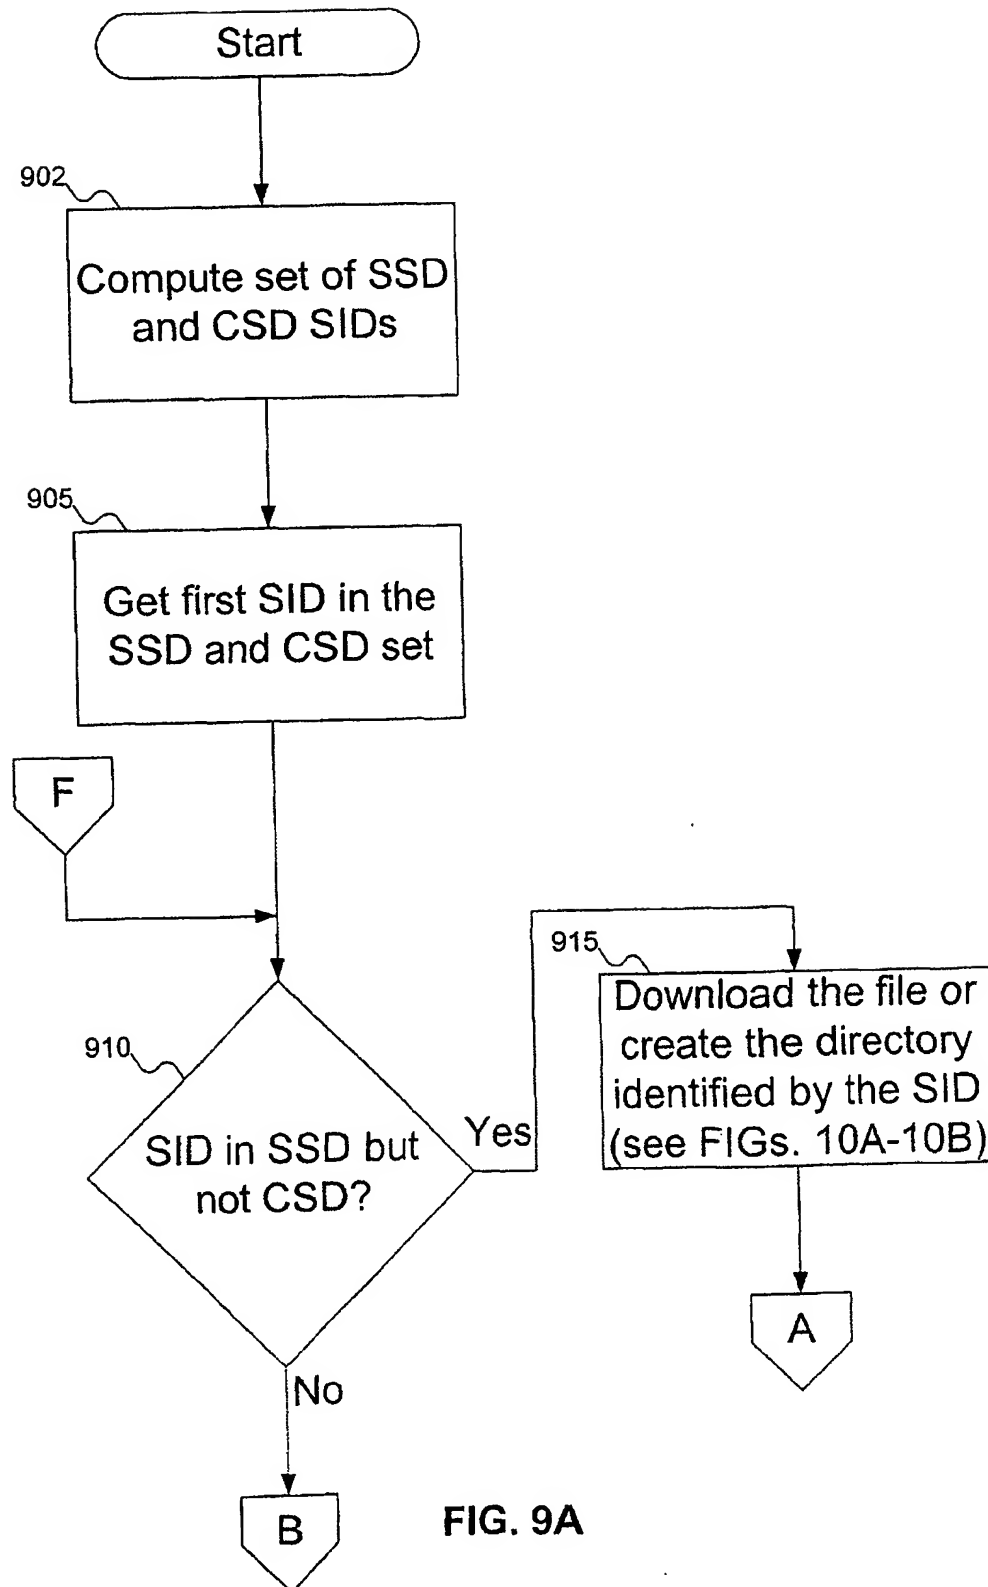 Start
902
Compute set of SSD
and CSD SIDs
905
Get first SID in the
SSD and CSD set
F
910
SID in SSD but
not CSD?
Yes
915
Download the file or
create the directory
identified by the SID
(see FIGs. 10A-10B)
A
No
B
FIG. 9A